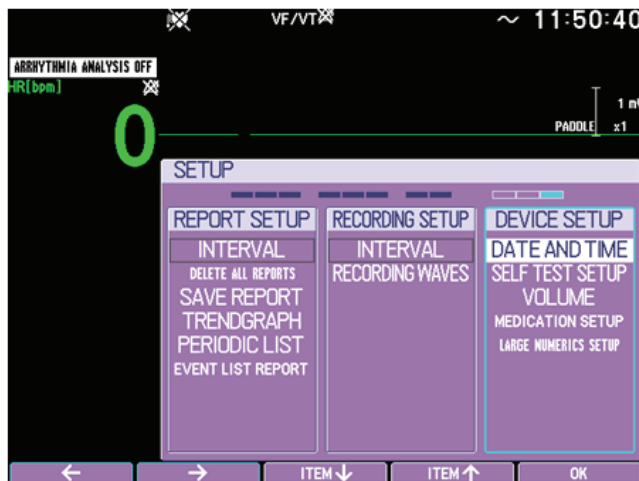 VF/VT
~ 11:50:40
ARRHYTHMIA ANALYSIS OFF
HR[bpm]
0
PADDLE x1
SETUP
REPORT SETUP
INTERVAL
DELETE ALL REPORTS
SAVE REPORT
TRENDGRAPH
PERIODIC LIST
EVENT LIST REPORT
RECORDING SETUP
INTERVAL
RECORDING WAVES
DEVICE SETUP
DATE AND TIME
SELF TEST SETUP
VOLUME
MEDICATION SETUP
LARGE NUMERICS SETUP
← → ITEM↓ ITEM↑ OK